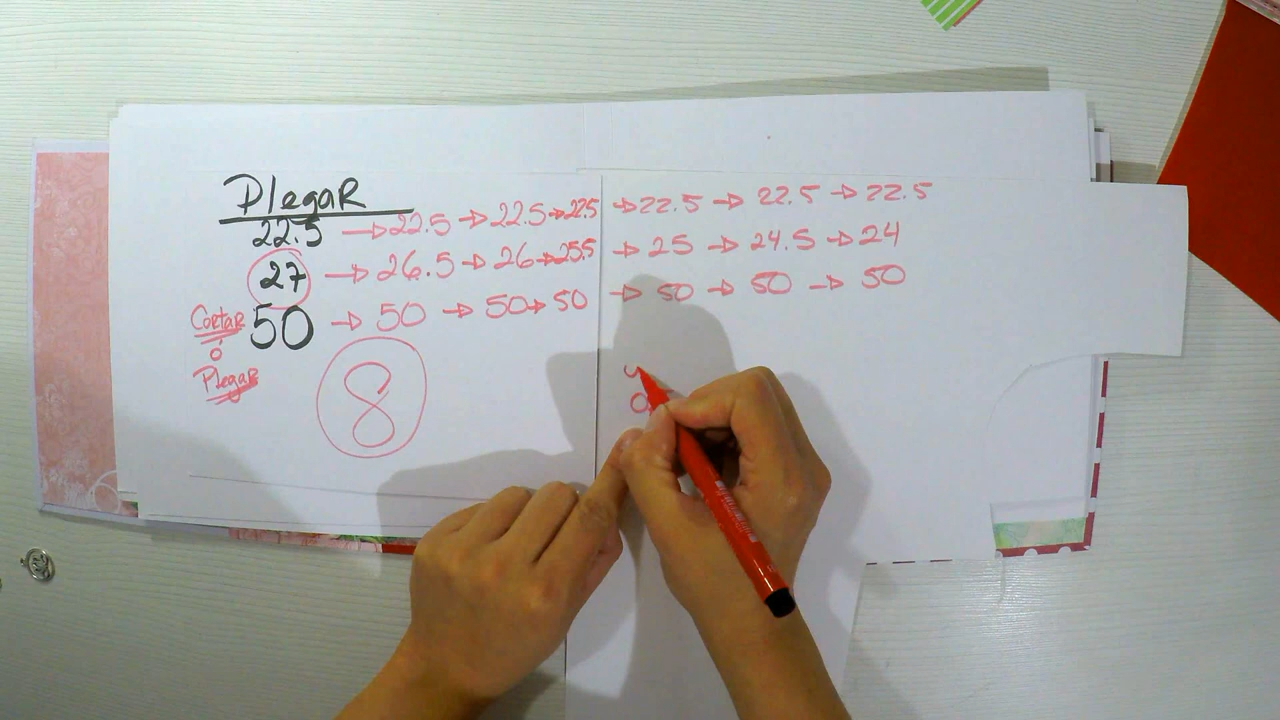 PlegaR
22.5 → 22.5 → 22.5 → 22.5 → 22.5 → 22.5 → 22.5
27 → 26.5 → 26 → 25.5 → 25 → 24.5 → 24
50 → 50 → 50 → 50 → 50 → 50 → 50
CortaR
ó
PlegaR
8